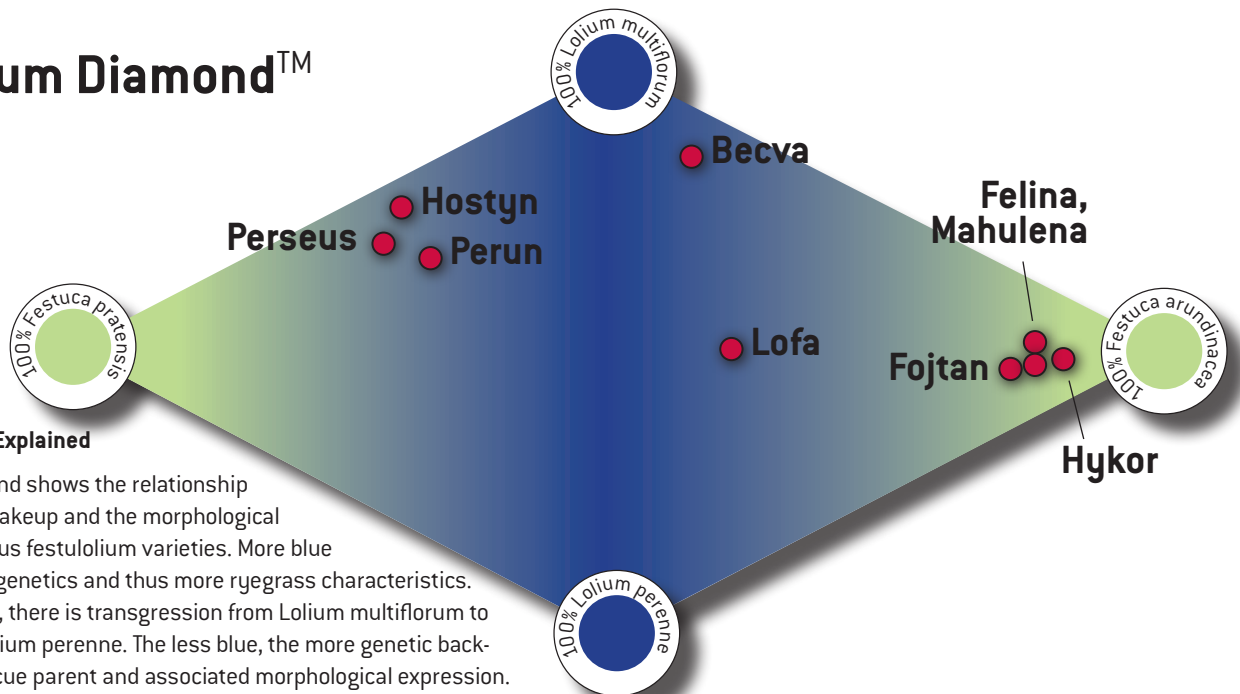 um Diamond™
100% Lolium multiflorum
Becva
Felina,
Mahulena
Hostyn
Perseus
Perun
100% Festuca pratensis
100% Festuca arundinacea
Lofa
Fojtan
Hykor
Explained
nd shows the relationship
akeup and the morphological
us festulolium varieties. More blue
genetics and thus more ryegrass characteristics.
, there is transgression from Lolium multiflorum to
ium perenne. The less blue, the more genetic back-
cue parent and associated morphological expression.
100% Lolium perenne